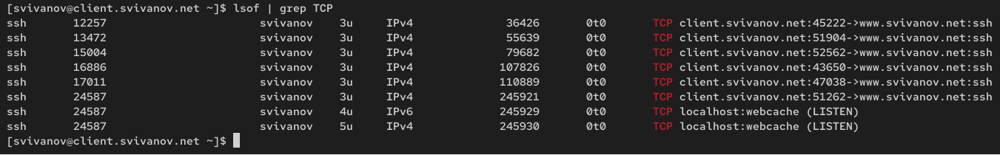 [svivanov@client.svivanov.net ~]$ lsof | grep TCP
ssh 12257 svivanov 3u IPv4 36426 0t0 TCP client.svivanov.net:45222->www.svivanov.net:ssh
ssh 13472 svivanov 3u IPv4 55639 0t0 TCP client.svivanov.net:51904->www.svivanov.net:ssh
ssh 15004 svivanov 3u IPv4 79682 0t0 TCP client.svivanov.net:52562->www.svivanov.net:ssh
ssh 16886 svivanov 3u IPv4 107826 0t0 TCP client.svivanov.net:43650->www.svivanov.net:ssh
ssh 17011 svivanov 3u IPv4 110889 0t0 TCP client.svivanov.net:47038->www.svivanov.net:ssh
ssh 24587 svivanov 3u IPv4 245921 0t0 TCP client.svivanov.net:51262->www.svivanov.net:ssh
ssh 24587 svivanov 4u IPv6 245929 0t0 TCP localhost:webcache (LISTEN)
ssh 24587 svivanov 5u IPv4 245930 0t0 TCP localhost:webcache (LISTEN)
[svivanov@client.svivanov.net ~]$